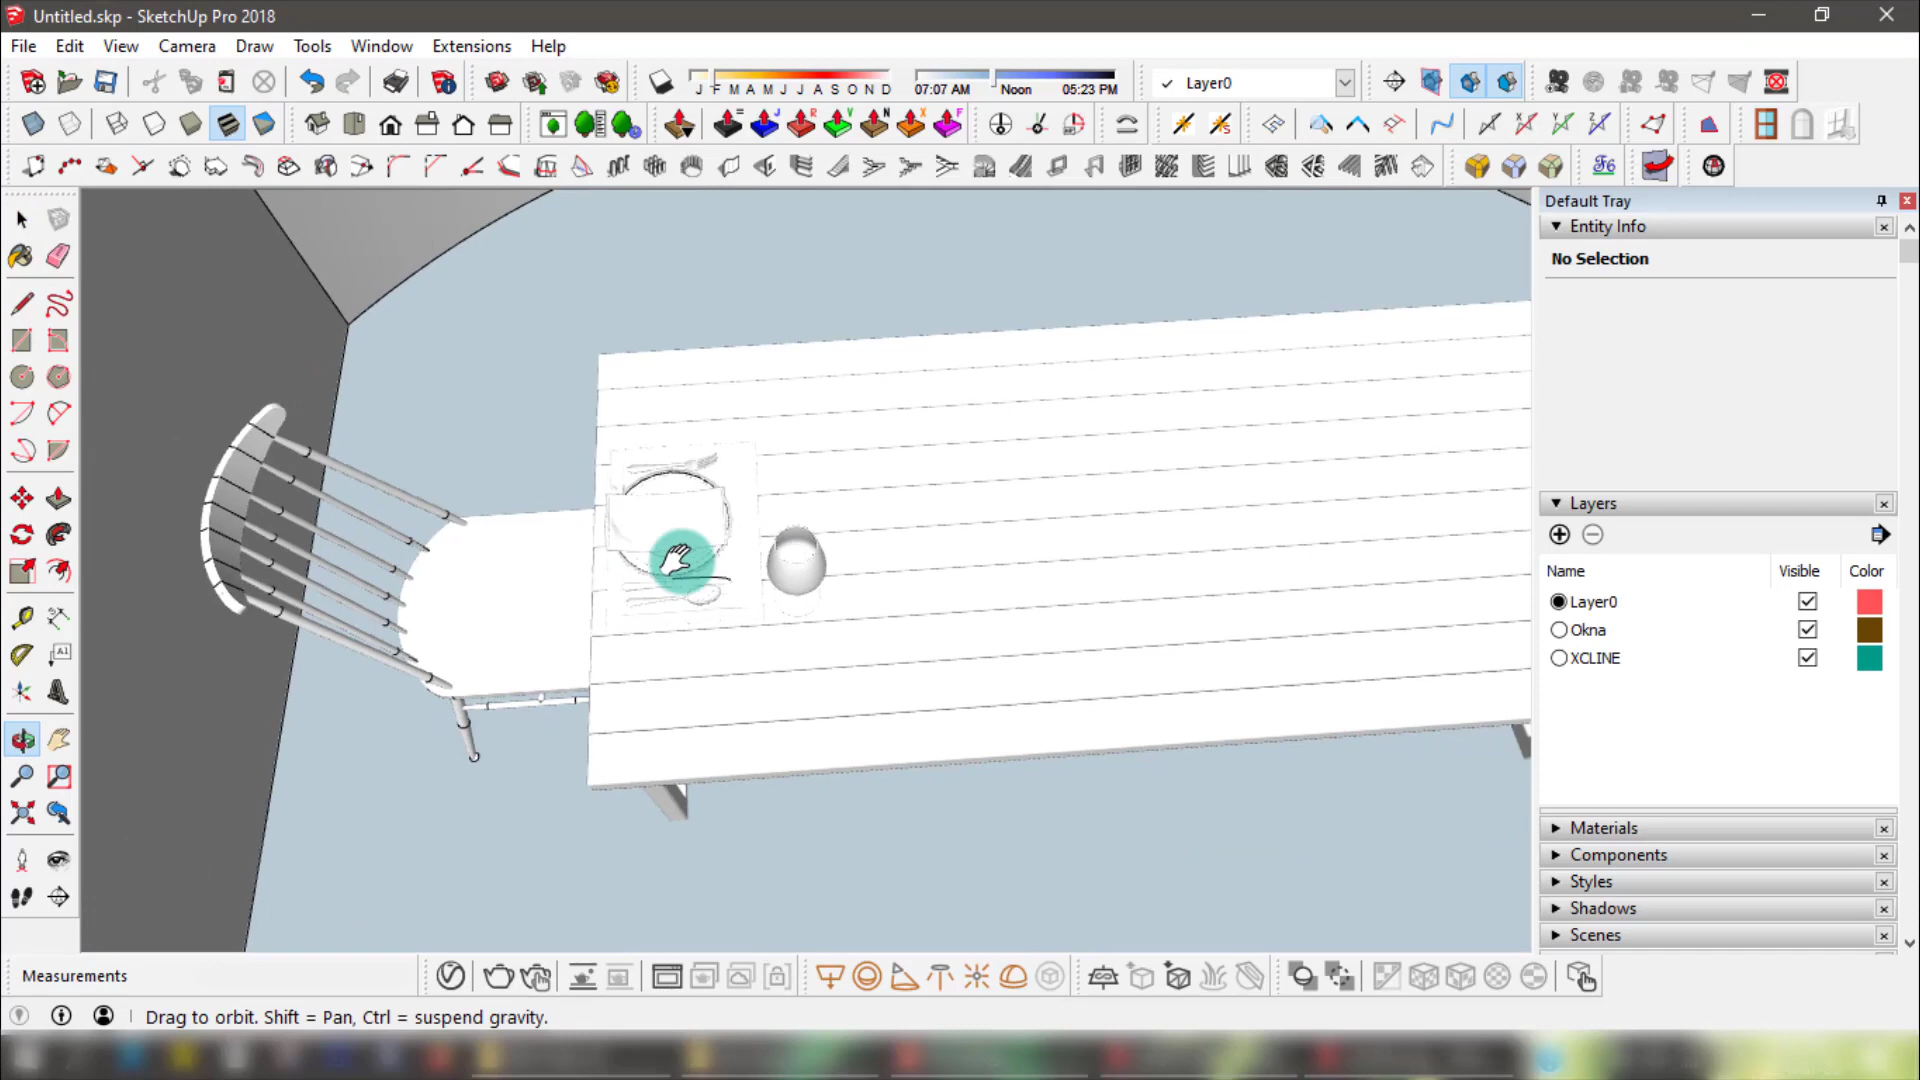 Untitled.skp - SketchUp Pro 2018
File Edit View Camera Draw Tools Window Extensions Help
J F M A M J J A S O N D
07:07 AM Noon 05:23 PM
Layer0
Default Tray
Entity Info
No Selection
Layers
Name Visible Color
Layer0
Okna
XCLINE
Materials
Components
Styles
Shadows
Scenes
Measurements
Drag to orbit. Shift = Pan, Ctrl = suspend gravity.